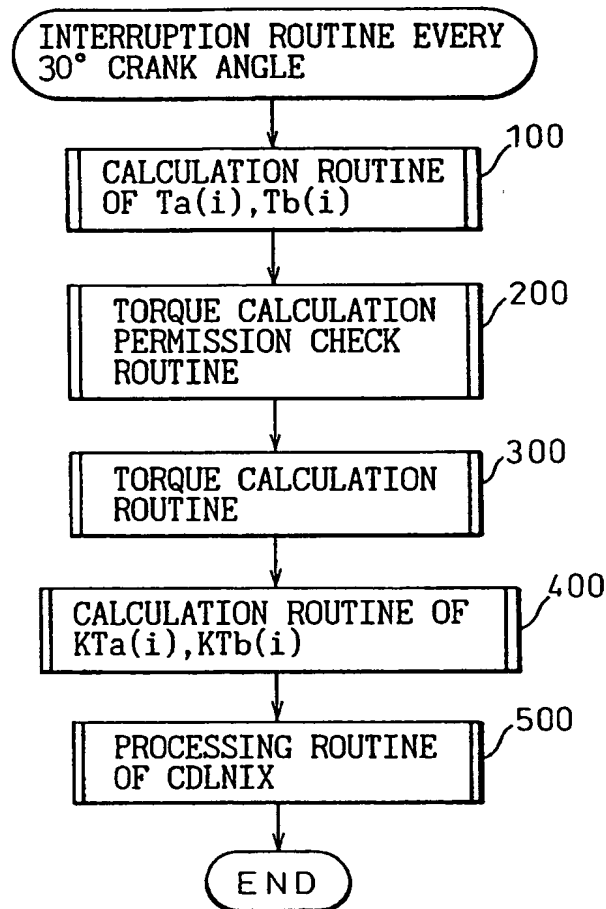 INTERRUPTION ROUTINE EVERY
30° CRANK ANGLE
100
CALCULATION ROUTINE
OF Ta(i),Tb(i)
200
TORQUE CALCULATION
PERMISSION CHECK
ROUTINE
300
TORQUE CALCULATION
ROUTINE
400
CALCULATION ROUTINE OF
KTa(i),KTb(i)
500
PROCESSING ROUTINE
OF CDLNIX
END